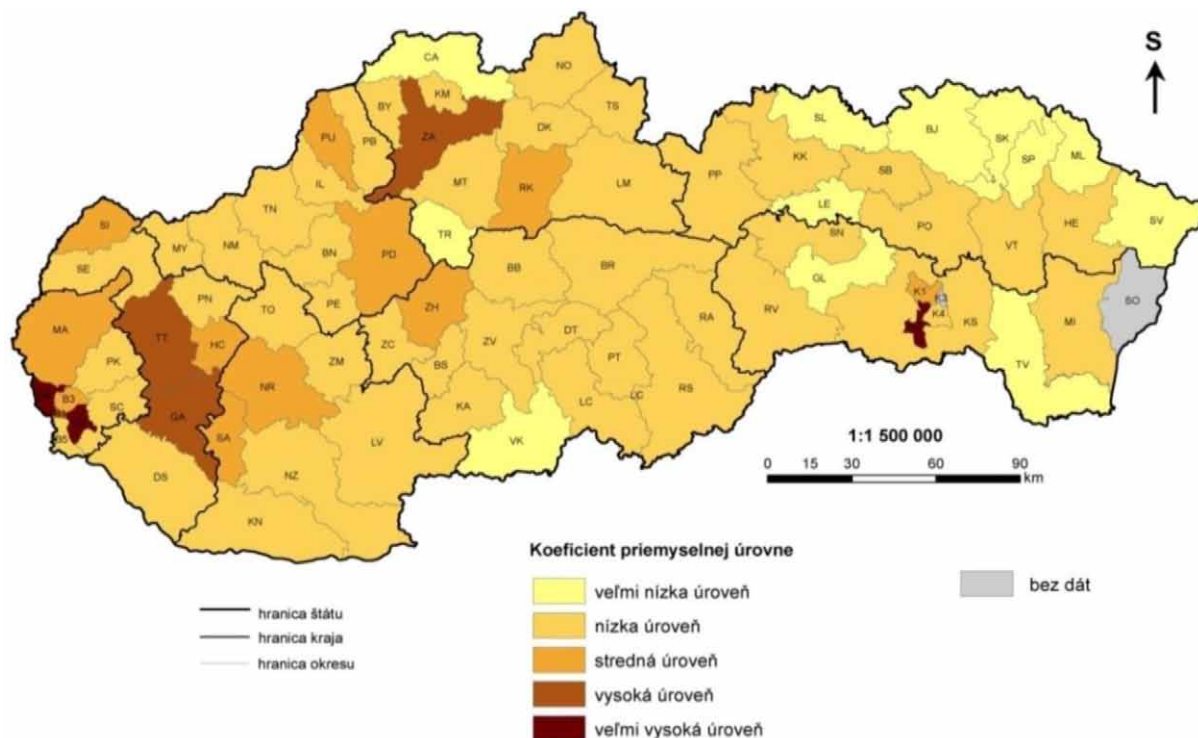 S
CA
NO
BY
KM
TS
PU
PB
ZA
DK
SL
BJ
SK
SP
ML
IL
MT
RK
LM
PP
KK
SB
LE
SI
TN
TR
PO
VT
HE
SV
MY
NM
BN
PD
BB
BR
SN
GL
SE
PN
TO
PE
ZH
RV
K1
K3
K4
KS
MI
SO
MA
TT
HC
ZM
ZC
ZV
DT
RA
PK
BS
PT
TV
B3
SC
GA
NR
KA
LC
LC
RS
B5
SA
LV
VK
DS
NZ
KN
1:1 500 000
0 15 30 60 90
km
Koeficient priemyselnej úrovne
veľmi nízka úroveň
nízka úroveň
stredná úroveň
vysoká úroveň
veľmi vysoká úroveň
bez dát
hranica štátu
hranica kraja
hranica okresu